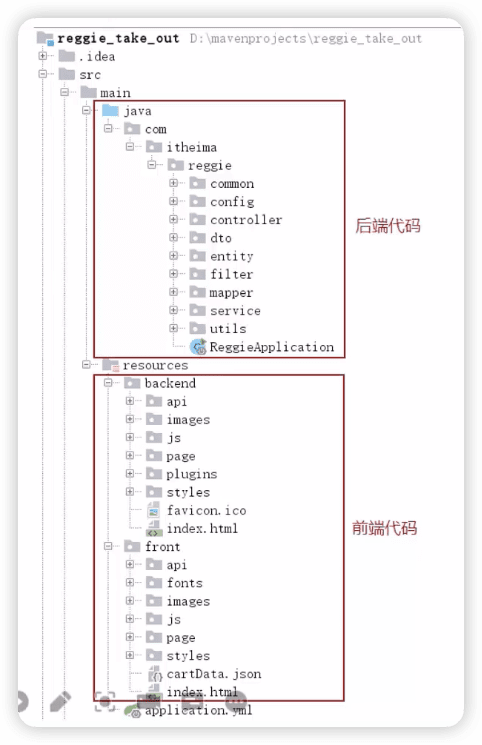 reggie_take_out D:\mavenprojects\reggie_take_out
.idea
src
main
java
com
itheima
reggie
common
config
controller
dto
entity
filter
mapper
service
utils
ReggieApplication
后端代码
resources
backend
api
images
js
page
plugins
styles
favicon.ico
index.html
前端代码
front
api
fonts
images
js
page
styles
cartData.json
index.html
application.yml